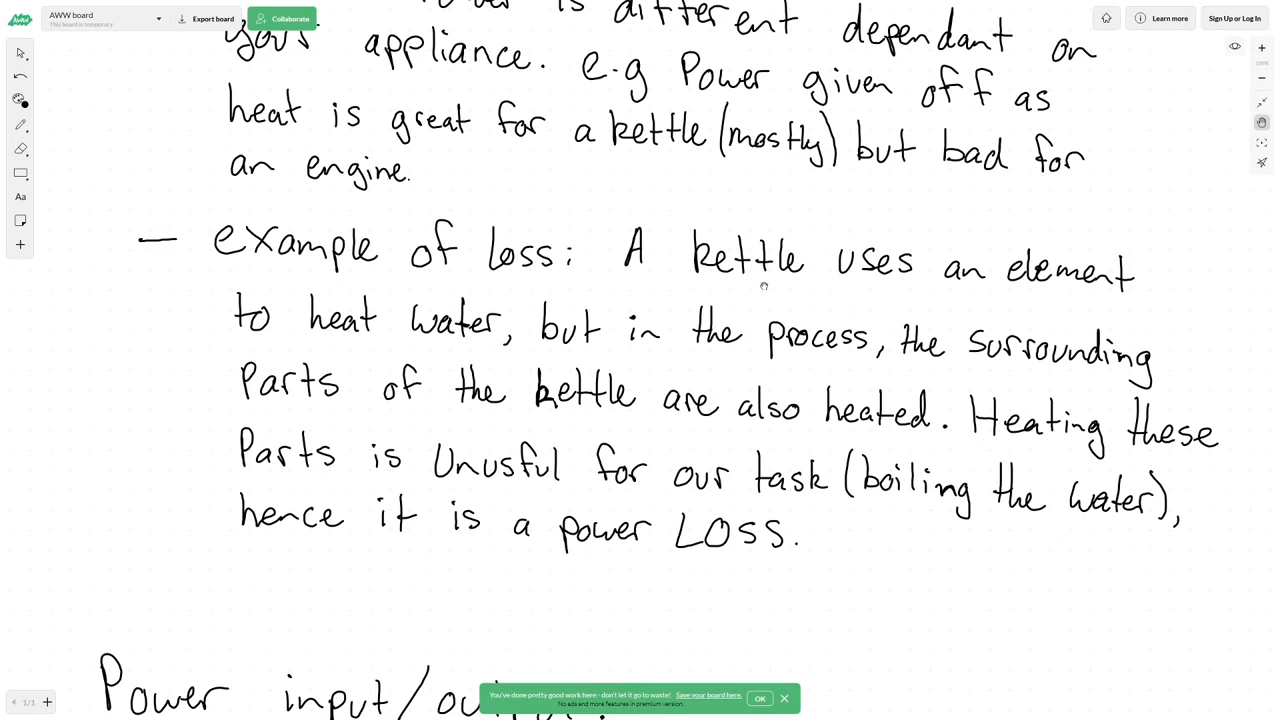 AWW board
This board is temporary
Export board
Collaborate
Learn more
Sign Up or Log In
is different dependant on
your appliance. e.g Power given off as
heat is great for a kettle (mostly) but bad for
an engine.
— example of loss: A kettle uses an element
to heat water, but in the process, the surrounding
Parts of the kettle are also heated. Heating these
Parts is Unusful for our task (boiling the water),
hence it is a power LOSS.
Power input/output:
Aa
100%
1/1
You've done pretty good work here - don't let it go to waste! Save your board here.
No ads and more features in premium version.
OK